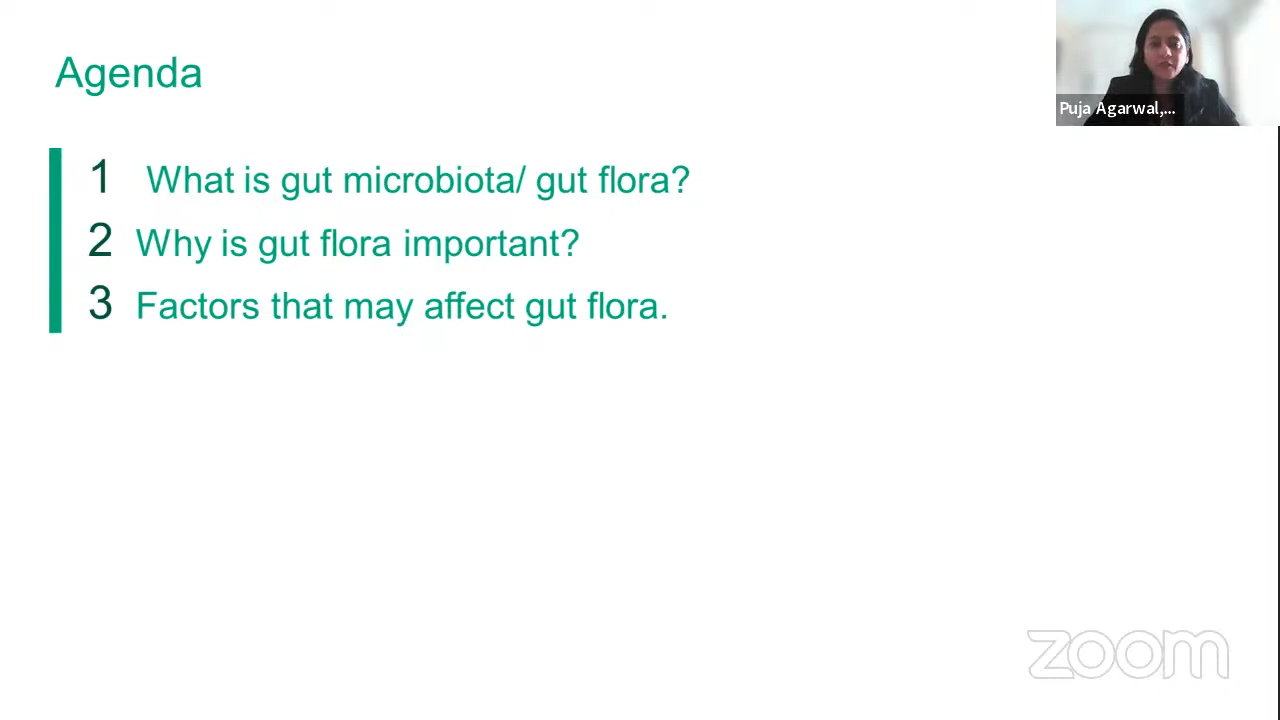 Agenda
Puja Agarwal,...
1 What is gut microbiota/ gut flora?
2 Why is gut flora important?
3 Factors that may affect gut flora.
zoom